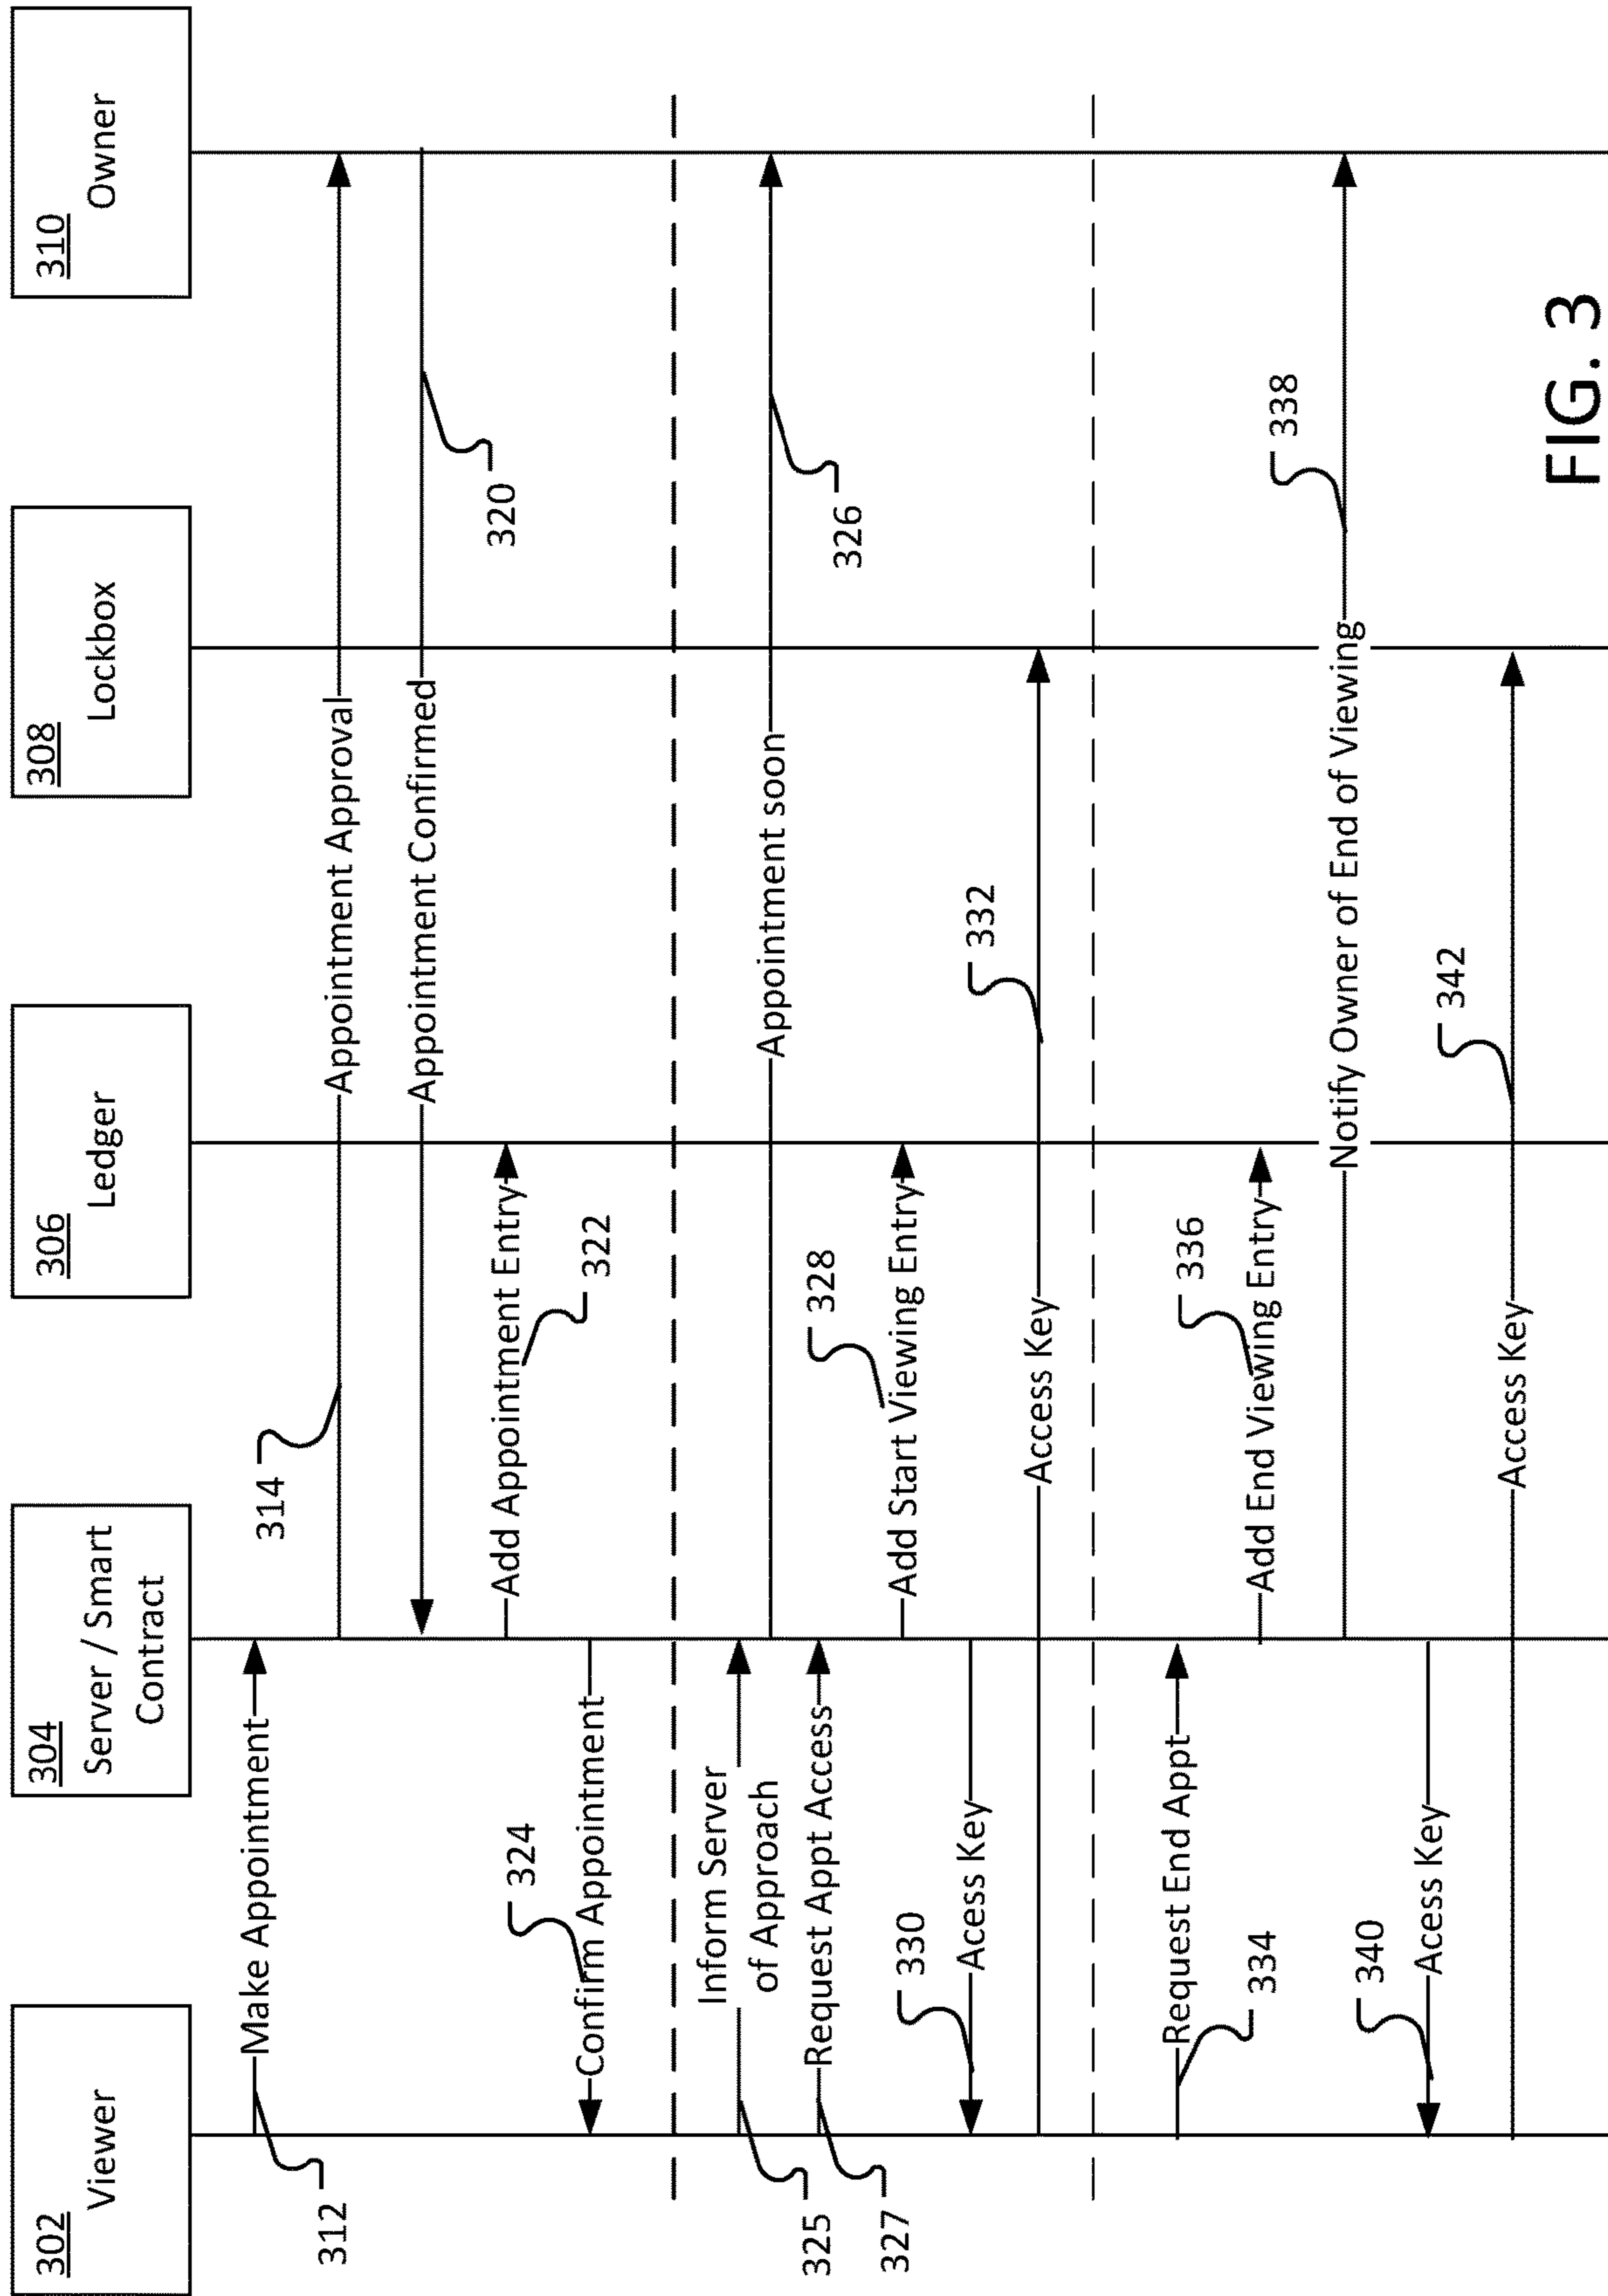 302
Viewer
304
Server / Smart
Contract
306
Ledger
308
Lockbox
310
Owner
312
Make Appointment
314
Appointment Approval
Appointment Confirmed
320
Add Appointment Entry
322
324
Confirm Appointment
Inform Server
of Approach
325
Appointment soon
326
Request Appt Access
327
328
Add Start Viewing Entry
330
Acess Key
332
Access Key
Request End Appt
334
336
Add End Viewing Entry
338
Notify Owner of End of Viewing
340
Acess Key
342
Access Key
FIG. 3